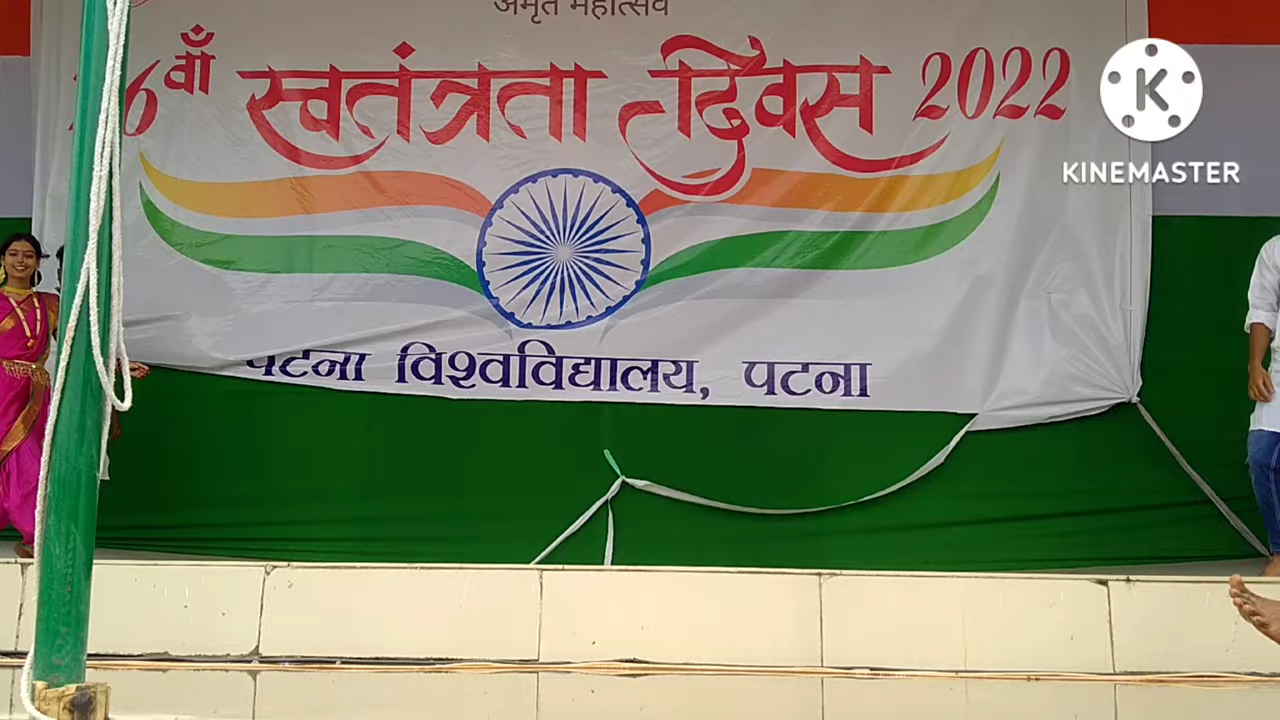 अमृत महोत्सव
6वाँ स्वतंत्रता दिवस 2022
K
KINEMASTER
पटना विश्वविद्यालय, पटना